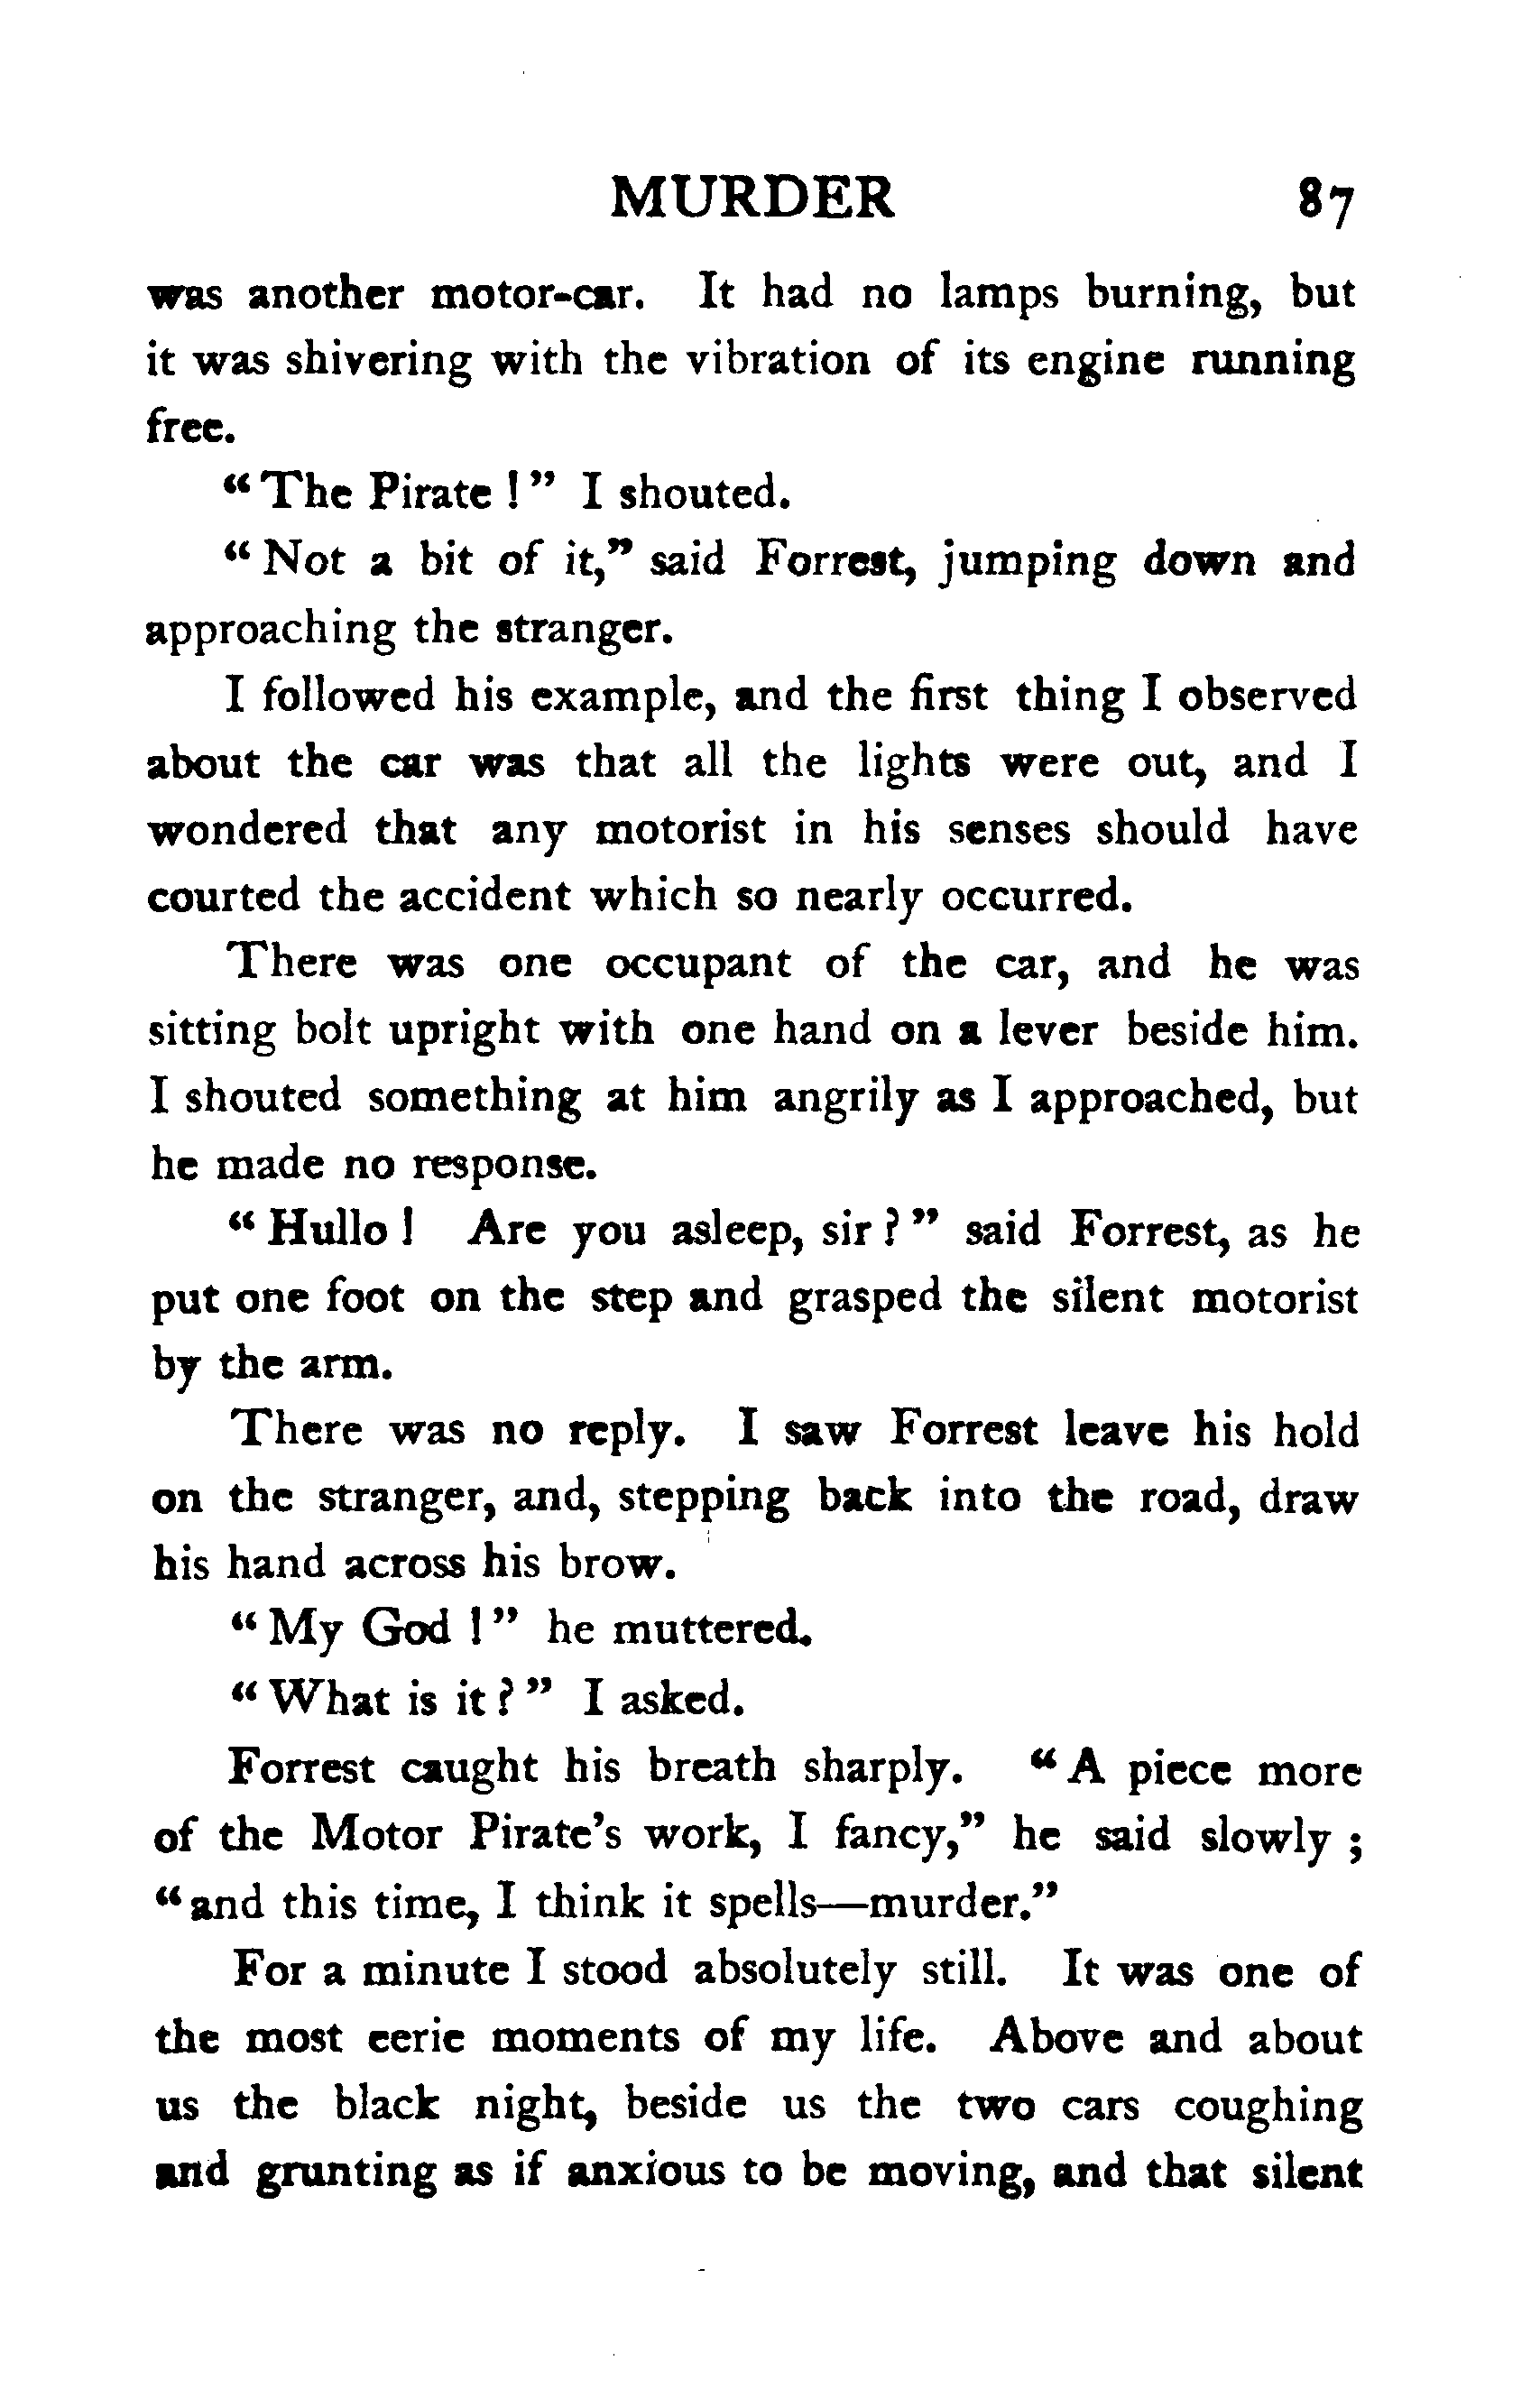 MURDER 87
was another motor-car. It had no lamps burning, but
it was shivering with the vibration of its engine running
free.
“ The Pirate ! ” I shouted.
“ Not a bit of it,” said Forrest, jumping down and
approaching the stranger.
I followed his example, and the first thing I observed
about the car was that all the lights were out, and I
wondered that any motorist in his senses should have
courted the accident which so nearly occurred.
There was one occupant of the car, and he was
sitting bolt upright with one hand on a lever beside him.
I shouted something at him angrily as I approached, but
he made no response.
“ Hullo ! Are you asleep, sir ? ” said Forrest, as he
put one foot on the step and grasped the silent motorist
by the arm.
There was no reply. I saw Forrest leave his hold
on the stranger, and, stepping back into the road, draw
his hand across his brow.
“ My God ! ” he muttered.
“ What is it ? ” I asked.
Forrest caught his breath sharply. “ A piece more
of the Motor Pirate’s work, I fancy,” he said slowly ;
“ and this time, I think it spells—murder.”
For a minute I stood absolutely still. It was one of
the most eerie moments of my life. Above and about
us the black night, beside us the two cars coughing
and grunting as if anxious to be moving, and that silent